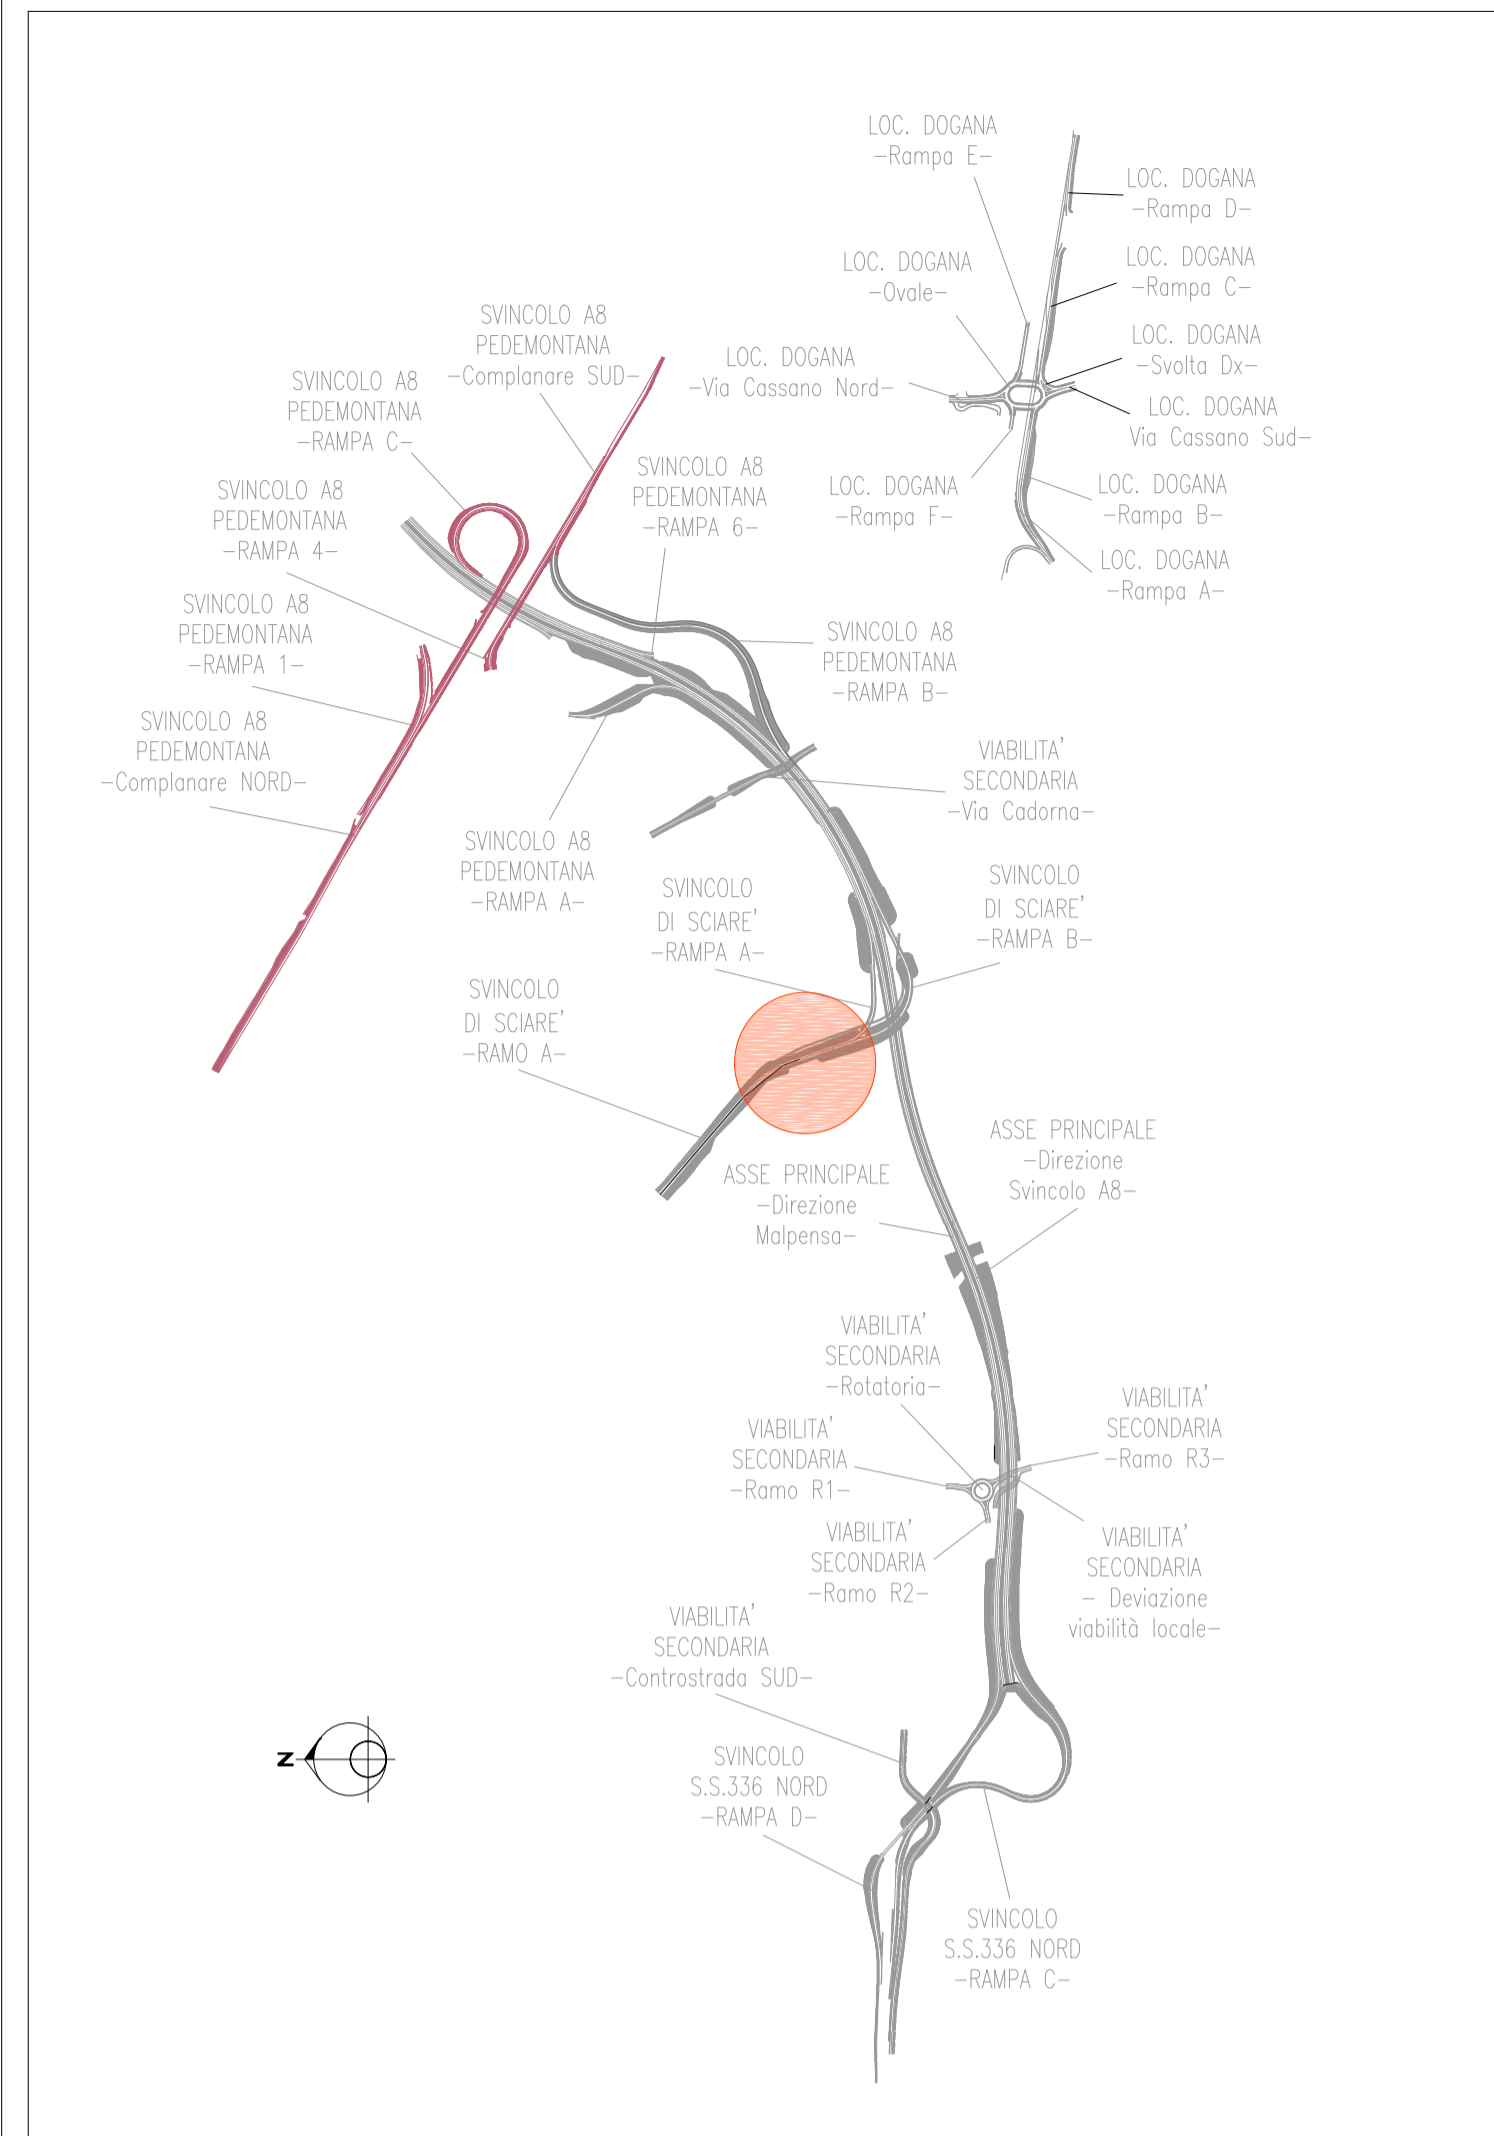 LOC. DOGANA
-Rampa E-
LOC. DOGANA
-Rampa D-
LOC. DOGANA
-Ovale-
LOC. DOGANA
-Rampa C-
SVINCOLO A8
PEDEMONTANA
-Complanare SUD-
LOC. DOGANA
-Via Cassano Nord-
LOC. DOGANA
-Svolta Dx-
SVINCOLO A8
PEDEMONTANA
-RAMPA C-
LOC. DOGANA
Via Cassano Sud-
SVINCOLO A8
PEDEMONTANA
-RAMPA 6-
SVINCOLO A8
PEDEMONTANA
-RAMPA 4-
LOC. DOGANA
-Rampa F-
LOC. DOGANA
-Rampa B-
LOC. DOGANA
-Rampa A-
SVINCOLO A8
PEDEMONTANA
-RAMPA 1-
SVINCOLO A8
PEDEMONTANA
-RAMPA B-
SVINCOLO A8
PEDEMONTANA
-Complanare NORD-
VIABILITA'
SECONDARIA
-Via Cadorna-
SVINCOLO A8
PEDEMONTANA
-RAMPA A-
SVINCOLO
DI SCIARE'
-RAMPA A-
SVINCOLO
DI SCIARE'
-RAMPA B-
SVINCOLO
DI SCIARE'
-RAMO A-
ASSE PRINCIPALE
-Direzione
Svincolo A8-
ASSE PRINCIPALE
-Direzione
Malpensa-
VIABILITA'
SECONDARIA
-Rotatoria-
VIABILITA'
SECONDARIA
-Ramo R3-
VIABILITA'
SECONDARIA
-Ramo R1-
VIABILITA'
SECONDARIA
-Ramo R2-
VIABILITA'
SECONDARIA
- Deviazione
viabilità locale-
VIABILITA'
SECONDARIA
-Controstrada SUD-
N
SVINCOLO
S.S.336 NORD
-RAMPA D-
SVINCOLO
S.S.336 NORD
-RAMPA C-